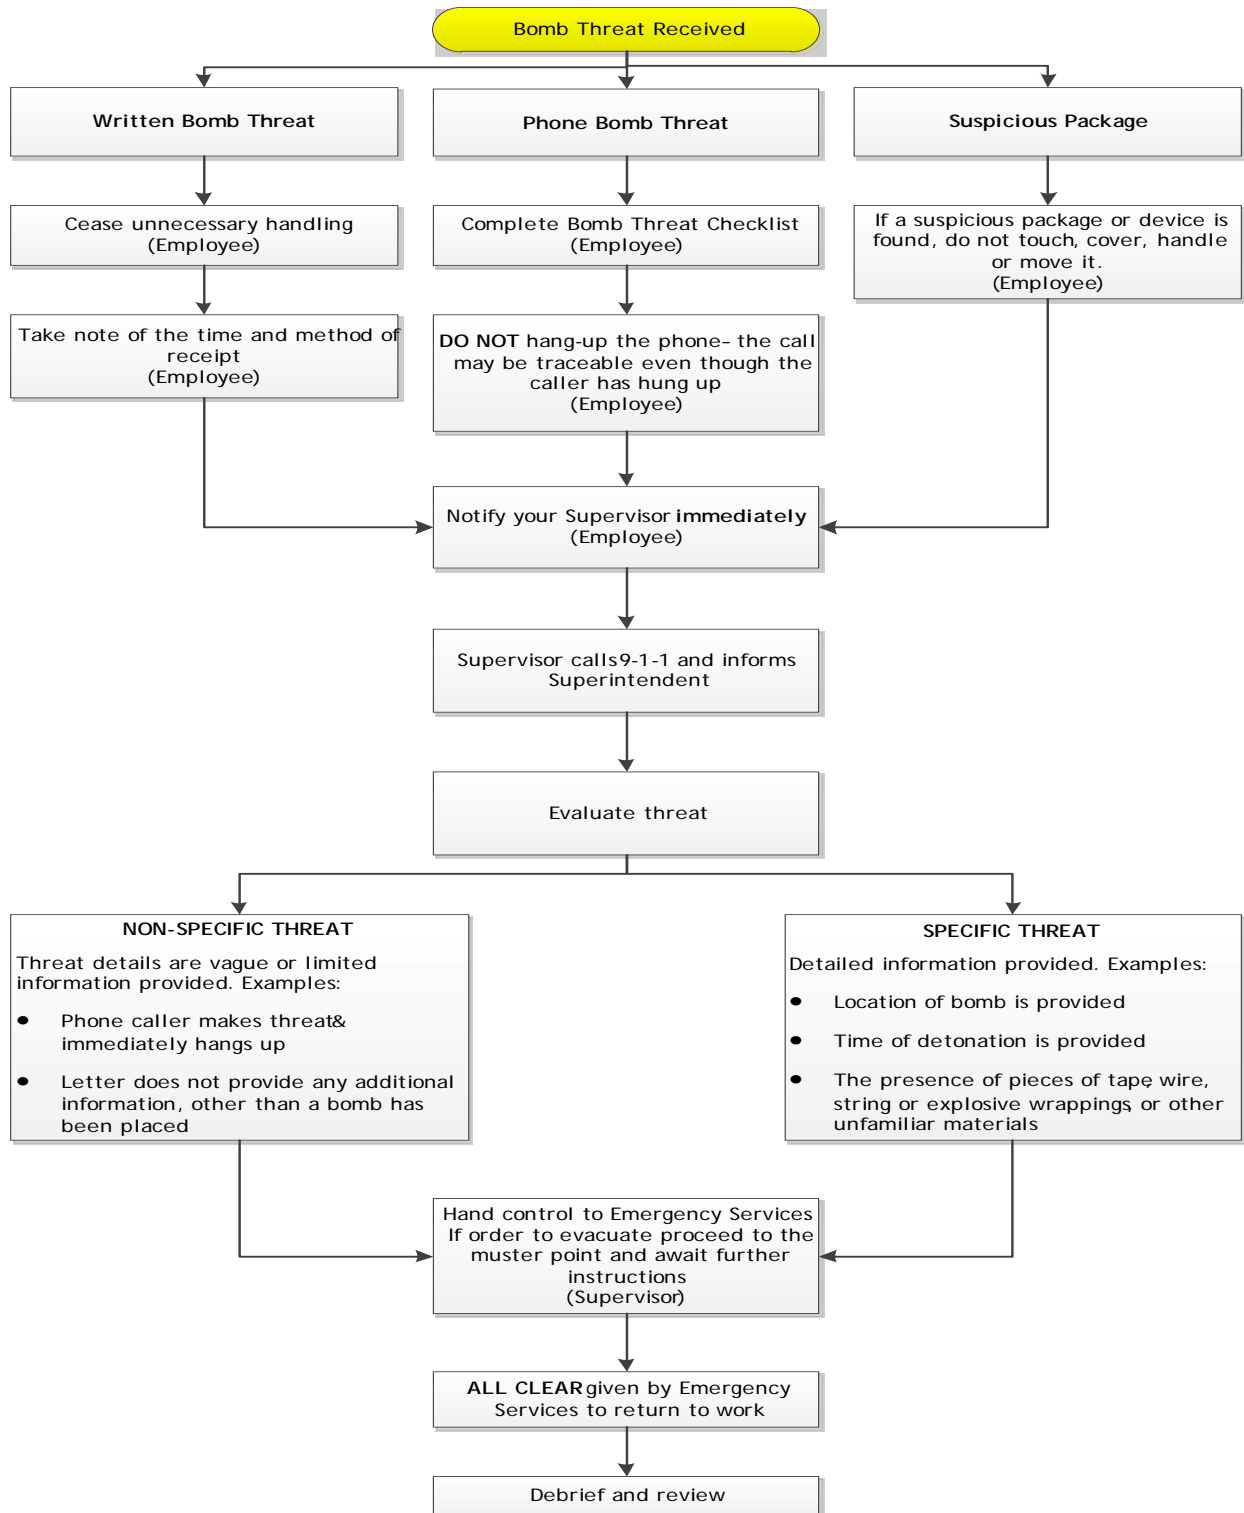 Bomb Threat Received
Written Bomb Threat
Phone Bomb Threat
Suspicious Package
Cease unnecessary handling
(Employee)
Complete Bomb Threat Checklist
(Employee)
If a suspicious package or device is
found, do not touch, cover, handle
or move it.
(Employee)
Take note of the time and method of
receipt
(Employee)
DO NOT hang-up the phone– the call
may be traceable even though the
caller has hung up
(Employee)
Notify your Supervisor immediately
(Employee)
Supervisor calls 9-1-1 and informs
Superintendent
Evaluate threat
NON-SPECIFIC THREAT
Threat details are vague or limited
information provided. Examples:
● Phone caller makes threat&
immediately hangs up
● Letter does not provide any additional
information, other than a bomb has
been placed
SPECIFIC THREAT
Detailed information provided. Examples:
● Location of bomb is provided
● Time of detonation is provided
● The presence of pieces of tape, wire,
string or explosive wrappings, or other
unfamiliar materials
Hand control to Emergency Services
If order to evacuate proceed to the
muster point and await further
instructions
(Supervisor)
ALL CLEAR given by Emergency
Services to return to work
Debrief and review